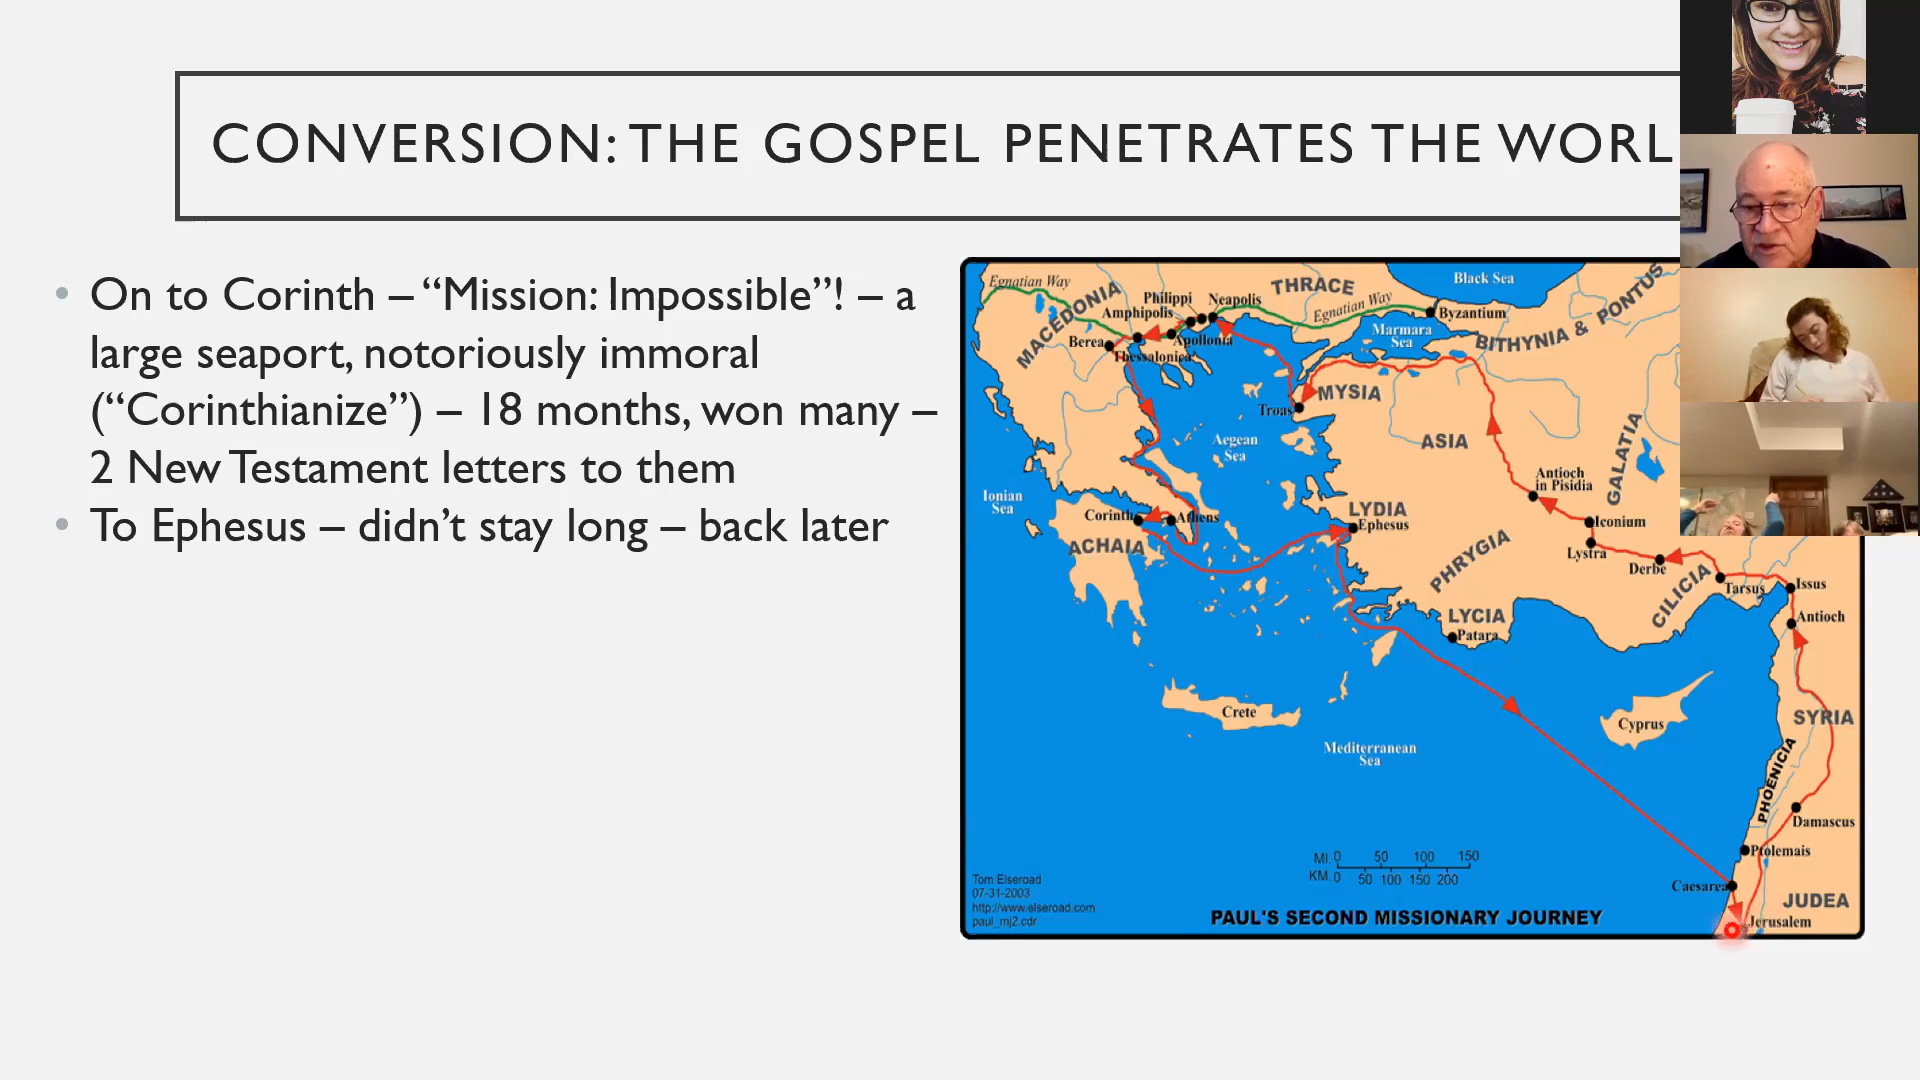 CONVERSION: THE GOSPEL PENETRATES THE WORL
• On to Corinth – “Mission: Impossible”! – a
large seaport, notoriously immoral
(“Corinthianize”) – 18 months, won many –
2 New Testament letters to them
• To Ephesus – didn’t stay long – back later
Egnatian Way
MACEDONIA
Philippi
Neapolis
Amphipolis
THRACE
Egnatian Way
Black Sea
Byzantium
Marmara
Sea
BITHYNIA & PONTUS
Berea
Apollonia
Thessalonica
MYSIA
Troas
Aegean
Sea
ASIA
GALATIA
Antioch
in Pisidia
Ionian
Sea
Corinth
Athens
LYDIA
Ephesus
Iconium
ACHAIA
PHRYGIA
Lystra
Derbe
CILICIA
Tarsus
Issus
LYCIA
Patara
Antioch
Crete
Cyprus
SYRIA
Mediterranean
Sea
PHOENICIA
Damascus
Ptolemais
MI. 0 50 100 150
KM. 0 50 100 150 200
Caesarea
JUDEA
Jerusalem
Tom Elseroad
07-31-2003
http://www.elseroad.com
paul_mj2.cdr
PAUL'S SECOND MISSIONARY JOURNEY